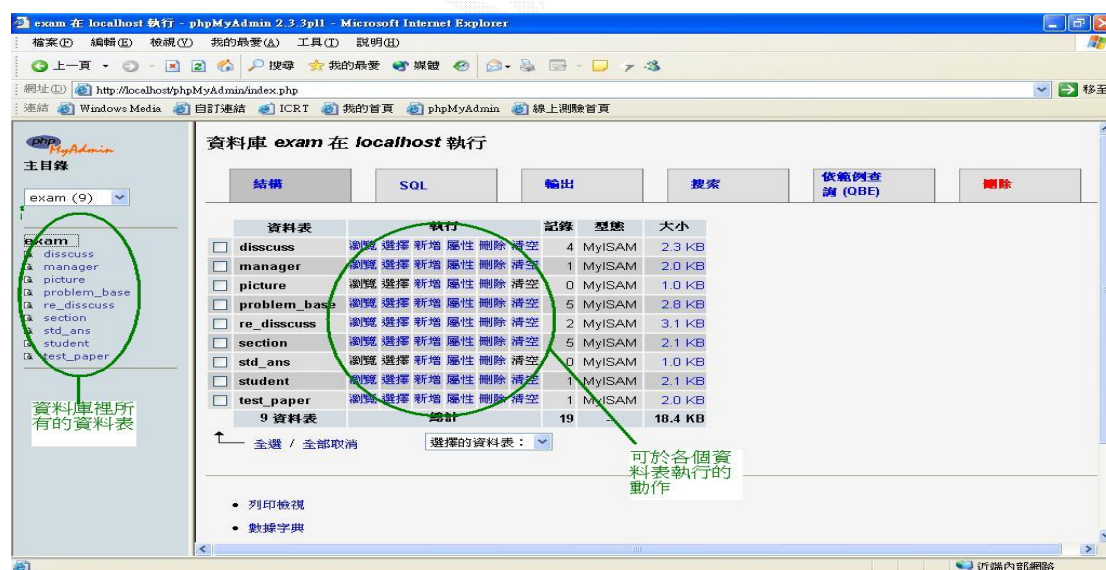 exam 在 localhost 執行 - phpMyAdmin 2.3.3pl1 - Microsoft Internet Explorer
檔案(F) 編輯(E) 檢視(V) 我的最愛(A) 工具(T) 說明(H)
上一頁 搜尋 我的最愛 媒體
網址(D) http://localhost/phpMyAdmin/index.php 移至
連結 Windows Media 自訂連結 ICRT 我的首頁 phpMyAdmin 線上測驗首頁
php
MyAdmin
主目錄
exam (9)
exam
disscuss
manager
picture
problem_base
re_disscuss
section
std_ans
student
test_paper
資料庫裡所
有的資料表
資料庫 exam 在 localhost 執行
結構 SQL 輸出 搜索 依範例查詢 (QBE) 刪除
資料表 執行 記錄 型態 大小
disscuss 瀏覽 選擇 新增 屬性 刪除 清空 4 MyISAM 2.3 KB
manager 瀏覽 選擇 新增 屬性 刪除 清空 1 MyISAM 2.0 KB
picture 瀏覽 選擇 新增 屬性 刪除 清空 0 MyISAM 1.0 KB
problem_base 瀏覽 選擇 新增 屬性 刪除 清空 5 MyISAM 2.8 KB
re_disscuss 瀏覽 選擇 新增 屬性 刪除 清空 2 MyISAM 3.1 KB
section 瀏覽 選擇 新增 屬性 刪除 清空 5 MyISAM 2.1 KB
std_ans 瀏覽 選擇 新增 屬性 刪除 清空 0 MyISAM 1.0 KB
student 瀏覽 選擇 新增 屬性 刪除 清空 1 MyISAM 2.1 KB
test_paper 瀏覽 選擇 新增 屬性 刪除 清空 1 MyISAM 2.0 KB
9 資料表 總計 19 -- 18.4 KB
全選 / 全部取消 選擇的資料表：
可於各個資
料表執行的
動作
列印檢視
數據字典
近端內部網路